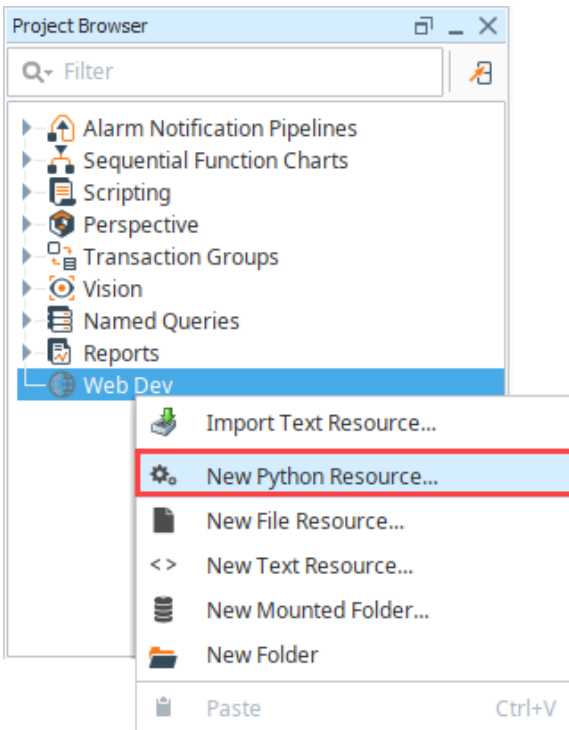 Project Browser
Filter
Alarm Notification Pipelines
Sequential Function Charts
Scripting
Perspective
Transaction Groups
Vision
Named Queries
Reports
Web Dev
Import Text Resource...
New Python Resource...
New File Resource...
New Text Resource...
New Mounted Folder...
New Folder
Paste Ctrl+V